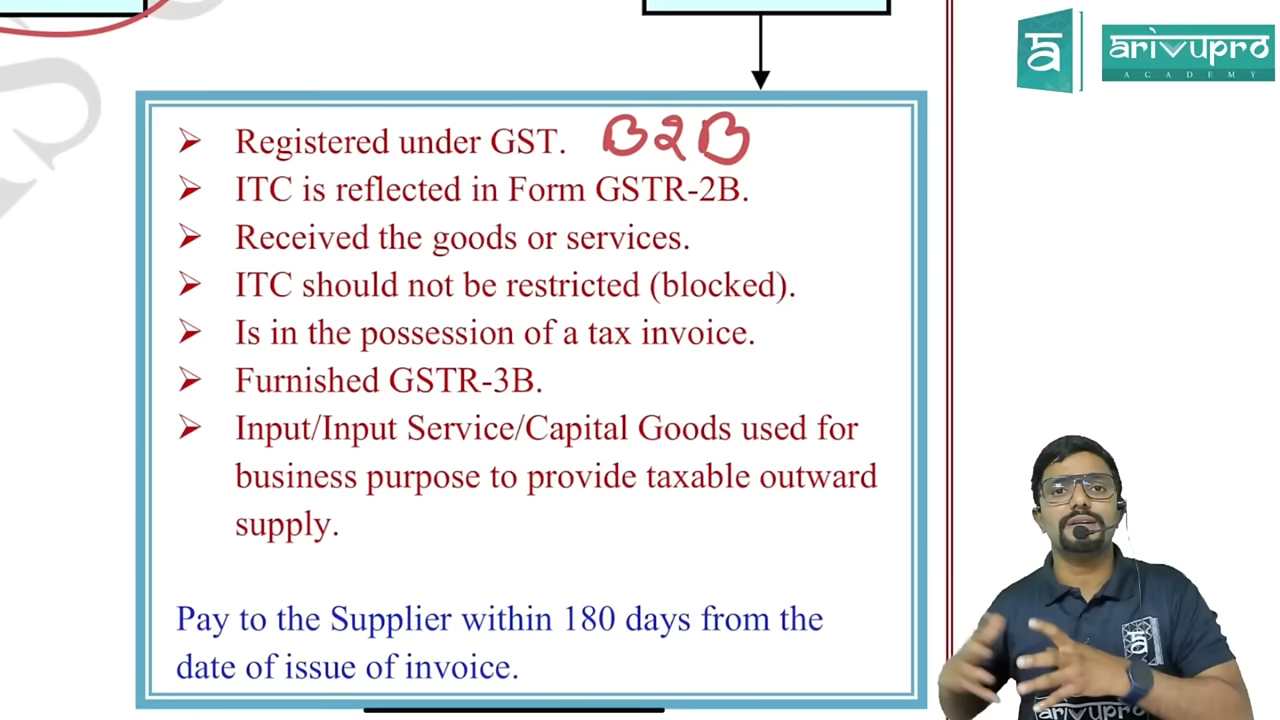 arivupro
ACADEMY
➤ Registered under GST. B2B
➤ ITC is reflected in Form GSTR-2B.
➤ Received the goods or services.
➤ ITC should not be restricted (blocked).
➤ Is in the possession of a tax invoice.
➤ Furnished GSTR-3B.
➤ Input/Input Service/Capital Goods used for
business purpose to provide taxable outward
supply.
Pay to the Supplier within 180 days from the
date of issue of invoice.
arivupro